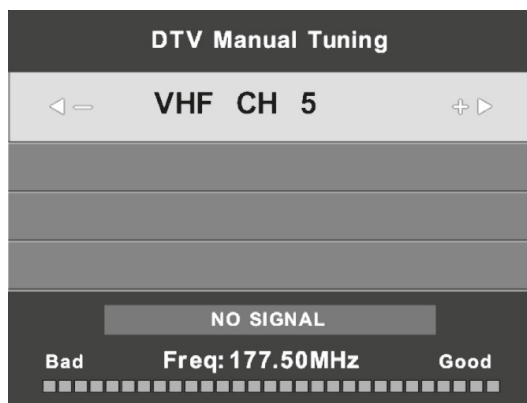 DTV Manual Tuning
VHF CH 5
NO SIGNAL
Bad Freq:177.50MHz Good